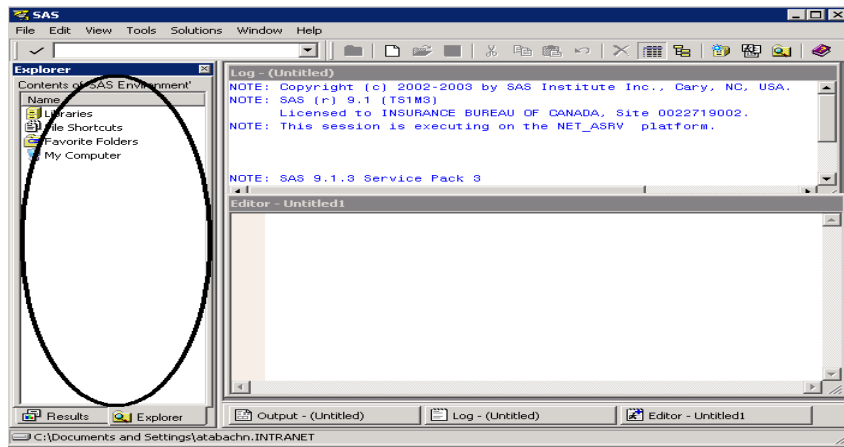 SAS
File Edit View Tools Solutions Window Help
Explorer
Contents of 'SAS Environment'
Name
Libraries
File Shortcuts
Favorite Folders
My Computer
Log - (Untitled)
NOTE: Copyright (c) 2002-2003 by SAS Institute Inc., Cary, NC, USA.
NOTE: SAS (r) 9.1 (TS1M3)
Licensed to INSURANCE BUREAU OF CANADA, Site 0022719002.
NOTE: This session is executing on the NET_ASRV platform.
NOTE: SAS 9.1.3 Service Pack 3
Editor - Untitled1
Results Explorer
Output - (Untitled) Log - (Untitled) Editor - Untitled1
C:\Documents and Settings\atabachn.INTRANET